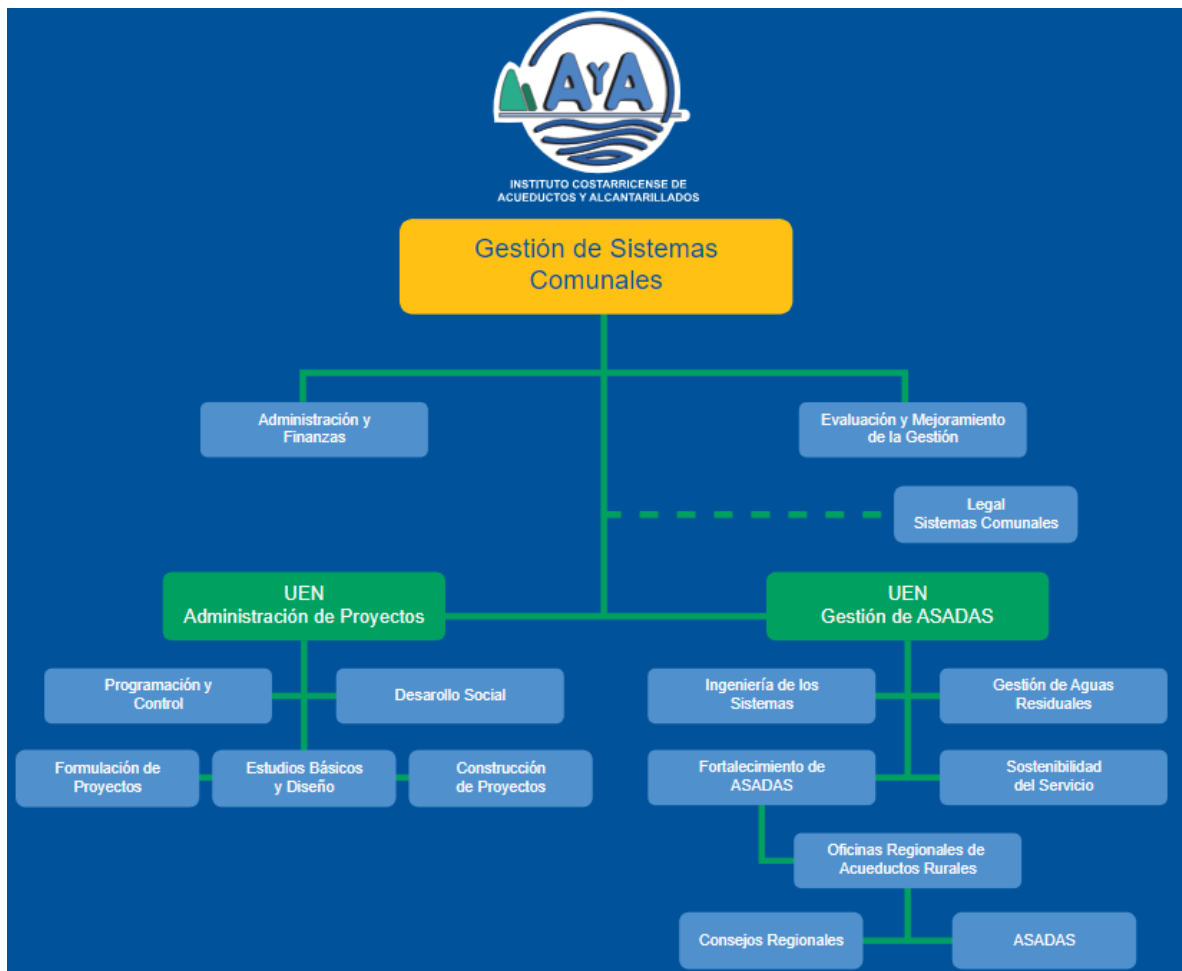 AYA
INSTITUTO COSTARRICENSE DE
ACUEDUCTOS Y ALCANTARILLADOS
Gestión de Sistemas
Comunales
Administración y
Finanzas
Evaluación y Mejoramiento
de la Gestión
Legal
Sistemas Comunales
UEN
Administración de Proyectos
UEN
Gestión de ASADAS
Programación y
Control
Desarollo Social
Ingeniería de los
Sistemas
Gestión de Aguas
Residuales
Formulación de
Proyectos
Estudios Básicos
y Diseño
Construcción
de Proyectos
Fortalecimiento de
ASADAS
Sostenibilidad
del Servicio
Oficinas Regionales de
Acueductos Rurales
Consejos Regionales
ASADAS